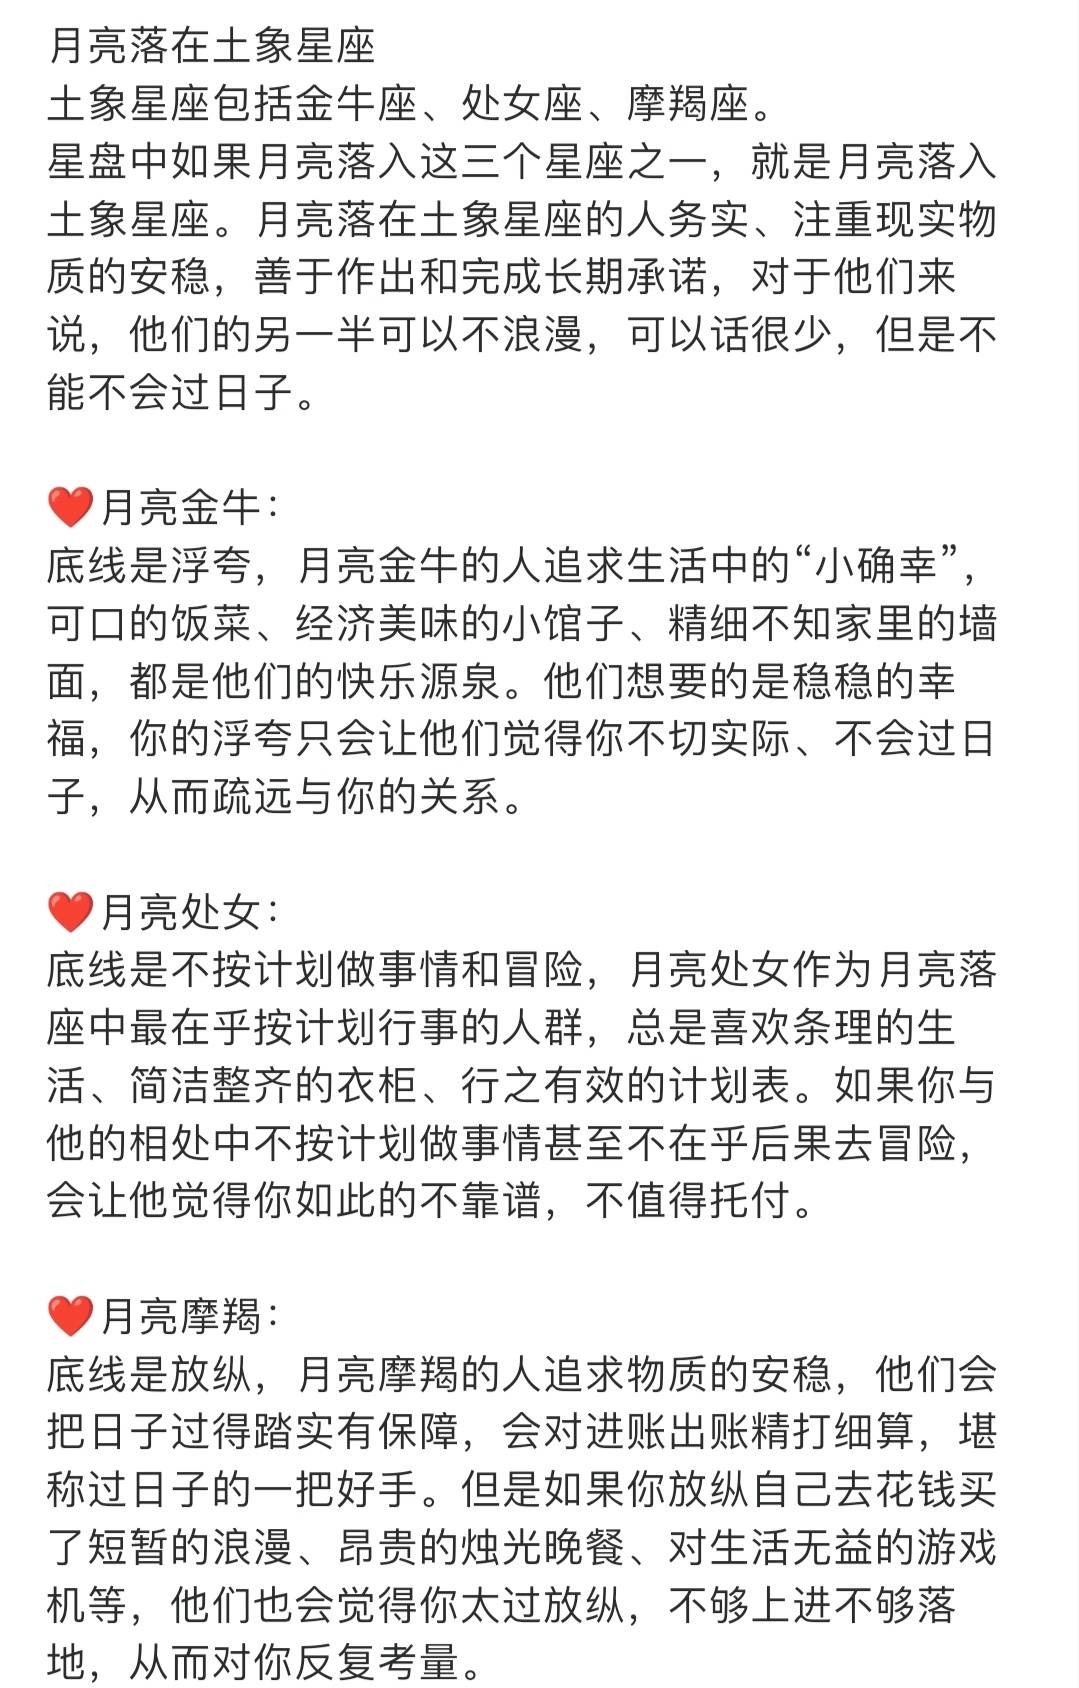 月亮落在土象星座
土象星座包括金牛座、处女座、摩羯座。
星盘中如果月亮落入这三个星座之一，就是月亮落入
土象星座。月亮落在土象星座的人务实、注重现实物
质的安稳，善于作出和完成长期承诺，对于他们来
说，他们的另一半可以不浪漫，可以话很少，但是不
能不会过日子。
❤️月亮金牛：
底线是浮夸，月亮金牛的人追求生活中的“小确幸”，
可口的饭菜、经济美味的小馆子、精细不知家里的墙
面，都是他们的快乐源泉。他们想要的是稳稳的幸
福，你的浮夸只会让他们觉得你不切实际、不会过日
子，从而疏远与你的关系。
❤️月亮处女：
底线是不按计划做事情和冒险，月亮处女作为月亮落
座中最在乎按计划行事的人群，总是喜欢条理的生
活、简洁整齐的衣柜、行之有效的计划表。如果你与
他的相处中不按计划做事情甚至不在乎后果去冒险，
会让他觉得你如此的不靠谱，不值得托付。
❤️月亮摩羯：
底线是放纵，月亮摩羯的人追求物质的安稳，他们会
把日子过得踏实有保障，会对进账出账精打细算，堪
称过日子的一把好手。但是如果你放纵自己去花钱买
了短暂的浪漫、昂贵的烛光晚餐、对生活无益的游戏
机等，他们也会觉得你太过放纵，不够上进不够落
地，从而对你反复考量。